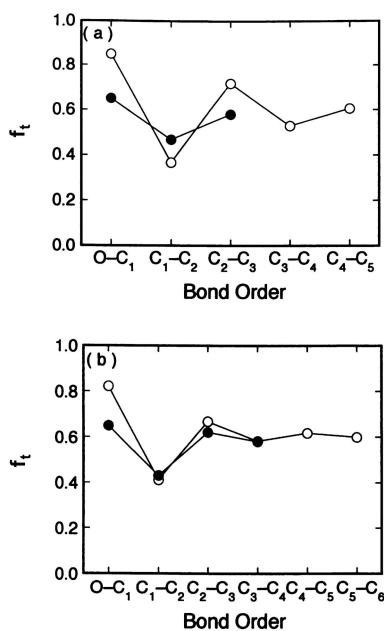 (a)
1.0
0.8
0.6
0.4
0.2
0.0
f_t
O–C₁ C₁–C₂ C₂–C₃ C₃–C₄ C₄–C₅
Bond Order
(b)
1.0
0.8
0.6
0.4
0.2
0.0
f_t
O–C₁ C₁–C₂ C₂–C₃ C₃–C₄ C₄–C₅ C₅–C₆
Bond Order